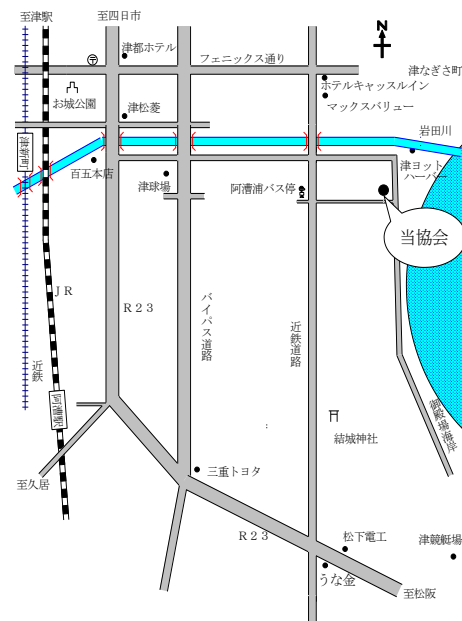 至津駅
至四日市
N
津都ホテル
フェニックス通り
津なぎさ町
ホテルキャッスルイン
マックスバリュー
お城公園
津松菱
岩田川
津新町
百五本店
津球場
阿漕浦バス停
津ヨット
ハーバー
当協会
ＪＲ
Ｒ２３
バイパス道路
近鉄道路
近鉄
阿漕駅
御殿場海岸
結城神社
至久居
三重トヨタ
Ｒ２３
松下電工
津競艇場
うな金
至松阪